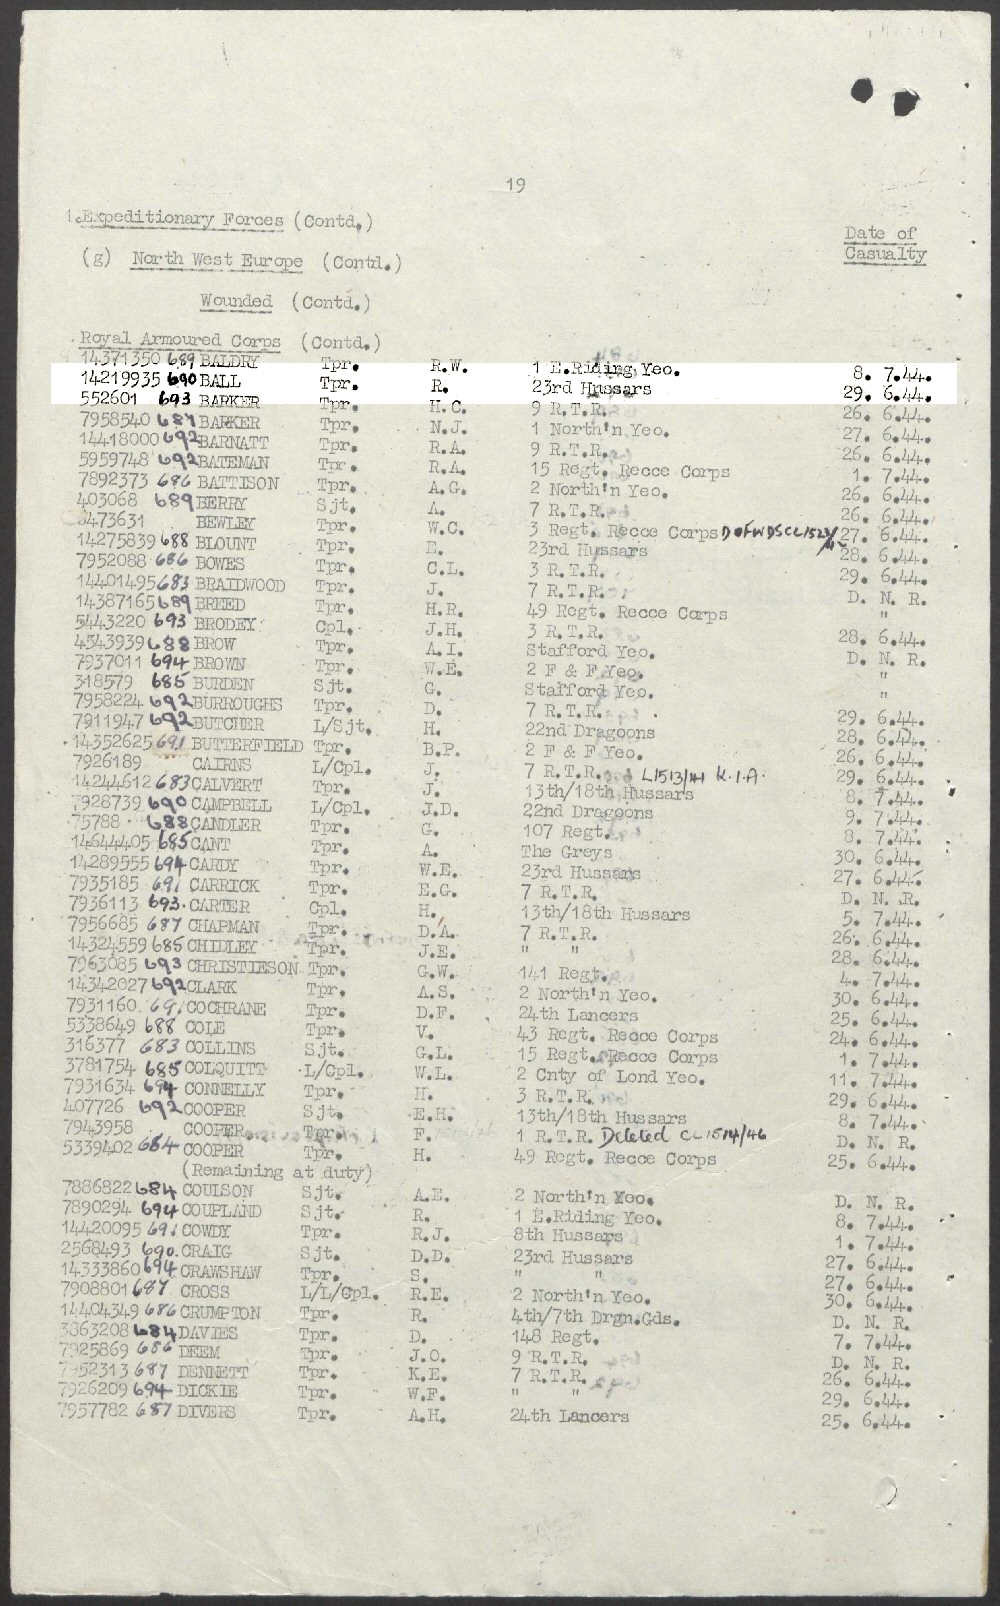 19
1. Expeditionary Forces (Contd.)
(g) North West Europe (Contd.)
Date of
Casualty
Wounded (Contd.)
Royal Armoured Corps (Contd.)
14371350 689 BALDRY Tpr. R.W. 1 E.Riding Yeo. 8. 7.44.
14219935 690 BALL Tpr. R. 23rd Hussars 29. 6.44.
552601 693 BARKER Tpr. H.C. 9 R.T.R. 26. 6.44.
7958540 687 BARKER Tpr. N.J. 1 North'n Yeo. 27. 6.44.
14418000 692 BARNATT Tpr. R.A. 9 R.T.R. 26. 6.44.
5959748 692 BATEMAN Tpr. R.A. 15 Regt. Recce Corps 1. 7.44.
7892373 686 BATTISON Tpr. A.G. 2 North'n Yeo. 26. 6.44.
403068 689 BERRY Sjt. A. 7 R.T.R. 26. 6.44.
473631 BEWLEY Tpr. W.C. 3 Regt. Recce Corps D OF WDS CL1523/ 27. 6.44.
14275839 688 BLOUNT Tpr. E. 23rd Hussars 28. 6.44.
7952088 686 BOWES Tpr. C.L. 3 R.T.R. 29. 6.44.
14401495 683 BRAIDWOOD Tpr. J. 7 R.T.R. D. N. R.
14387165 689 BREED Tpr. H.R. 49 Regt. Recce Corps "
5443220 693 BRODEY Cpl. J.H. 3 R.T.R. 28. 6.44.
4543939 688 BROW Tpr. A.I. Stafford Yeo. D. N. R.
7937011 694 BROWN Tpr. W.E. 2 F & F Yeo. "
318579 685 BURDEN Sjt. G. Stafford Yeo. "
7958224 692 BURROUGHS Tpr. D. 7 R.T.R. 29. 6.44.
7911947 692 BUTCHER L/Sjt. H. 22nd Dragoons 28. 6.44.
14352625 691 BUTTERFIELD Tpr. B.P. 2 F & F Yeo. 26. 6.44.
7926189 CAIRNS L/Cpl. J. 7 R.T.R. L1513/H K.I.A. 29. 6.44.
14244612 683 CALVERT Tpr. J. 13th/18th Hussars 8. 7.44.
7928739 690 CAMPBELL L/Cpl. J.D. 22nd Dragoons 9. 7.44.
75788 688 CANDLER Tpr. G. 107 Regt. 8. 7.44.
14644405 685 CANT Tpr. A. The Greys 30. 6.44.
14289555 694 CARDY Tpr. W.E. 23rd Hussars 27. 6.44.
7935185 691 CARRICK Tpr. E.G. 7 R.T.R. D. N. R.
7936113 693 CARTER Cpl. H. 13th/18th Hussars 5. 7.44.
7956685 687 CHAPMAN Tpr. D.A. 7 R.T.R. 26. 6.44.
14324559 685 CHIDLEY Tpr. J.E. " " 28. 6.44.
7963085 693 CHRISTIESON Tpr. G.W. 141 Regt. 4. 7.44.
14342027 692 CLARK Tpr. A.S. 2 North'n Yeo. 30. 6.44.
7931160 691 COCHRANE Tpr. D.F. 24th Lancers 25. 6.44.
5338649 688 COLE Tpr. V. 43 Regt. Recce Corps 24. 6.44.
316377 683 COLLINS Sjt. G.L. 15 Regt. Recce Corps 1. 7.44.
3781754 685 COLQUITT L/Cpl. W.L. 2 Cnty of Lond Yeo. 11. 7.44.
7931634 694 CONNELLY Tpr. H. 3 R.T.R. 29. 6.44.
407726 692 COOPER Sjt. E.H. 13th/18th Hussars 8. 7.44.
7943958 COOPER Tpr. F. 1 R.T.R. Deleted CL1514/46 D. N. R.
5339402 684 COOPER Tpr. H. 49 Regt. Recce Corps 25. 6.44.
(Remaining at duty)
7886822 684 COULSON Sjt. A.E. 2 North'n Yeo. D. N. R.
7890294 694 COUPLAND Sjt. R. 1 E.Riding Yeo. 8. 7.44.
14420095 691 COWDY Tpr. R.J. 8th Hussars 1. 7.44.
2568493 690 CRAIG Sjt. D.D. 23rd Hussars 27. 6.44.
14333860 694 CRAWSHAW Tpr. S. " " 27. 6.44.
7908801 687 CROSS L/L/Cpl. R.E. 2 North'n Yeo. 30. 6.44.
14404349 686 CRUMPTON Tpr. R. 4th/7th Drgn.Gds. D. N. R.
3863208 684 DAVIES Tpr. D. 148 Regt. 7. 7.44.
7925869 686 DEEM Tpr. J.O. 9 R.T.R. D. N. R.
7952313 687 DENNETT Tpr. K.E. 7 R.T.R. 26. 6.44.
7926209 694 DICKIE Tpr. W.F. " " 29. 6.44.
7957782 687 DIVERS Tpr. A.H. 24th Lancers 25. 6.44.